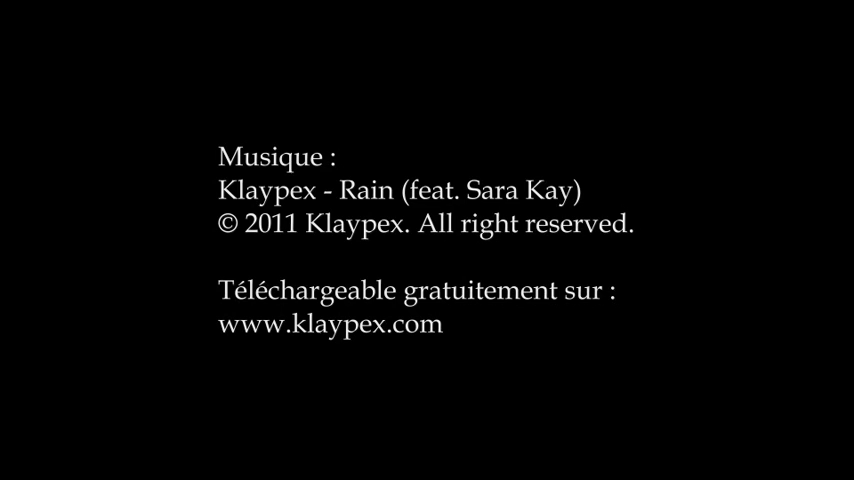 Musique :
Klaypex - Rain (feat. Sara Kay)
© 2011 Klaypex. All right reserved.
Téléchargeable gratuitement sur :
www.klaypex.com